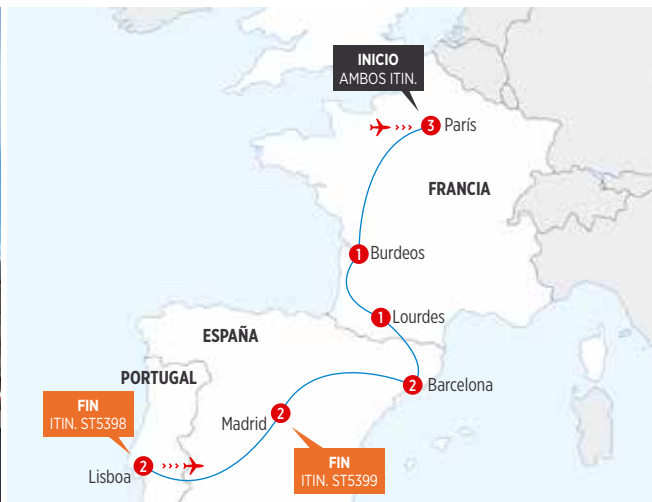 INICIO
AMBOS ITIN.
3 París
FRANCIA
1 Burdeos
1 Lourdes
ESPAÑA
PORTUGAL
2 Barcelona
FIN
ITIN. ST5398
Madrid 2
FIN
ITIN. ST5399
Lisboa 2